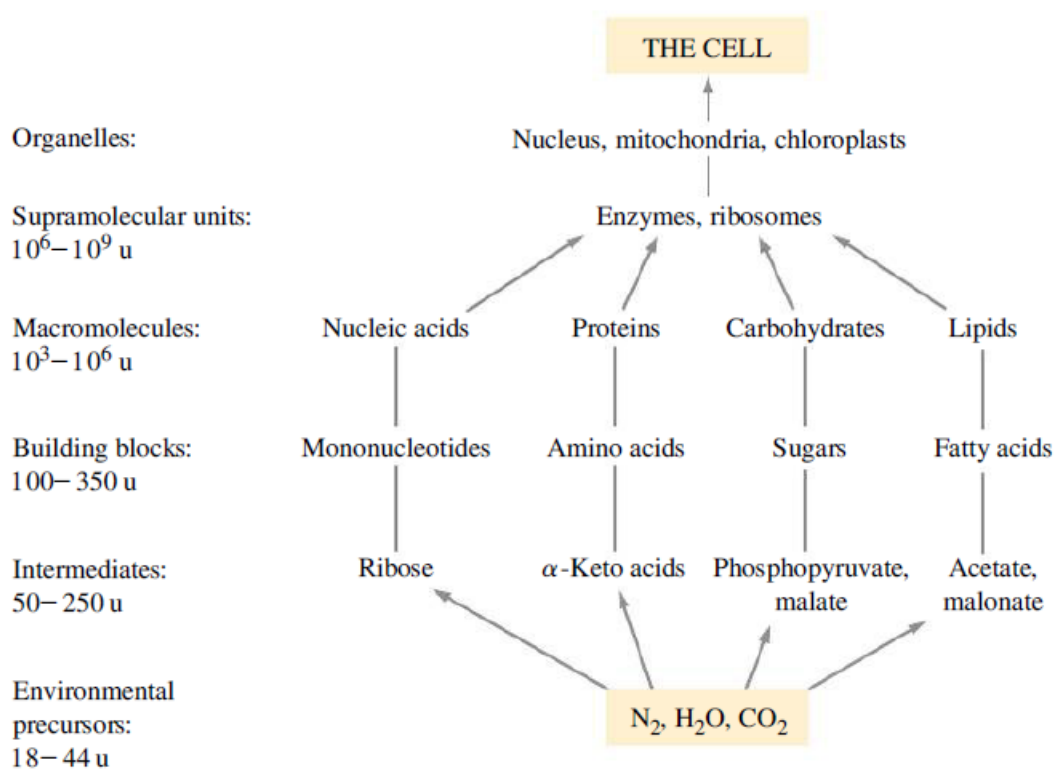 THE CELL
Organelles: Nucleus, mitochondria, chloroplasts
Supramolecular units: Enzymes, ribosomes
10⁶–10⁹ u
Macromolecules: Nucleic acids Proteins Carbohydrates Lipids
10³–10⁶ u
Building blocks: Mononucleotides Amino acids Sugars Fatty acids
100–350 u
Intermediates: Ribose α-Keto acids Phosphopyruvate, Acetate,
50–250 u malate malonate
Environmental
precursors: N₂, H₂O, CO₂
18–44 u